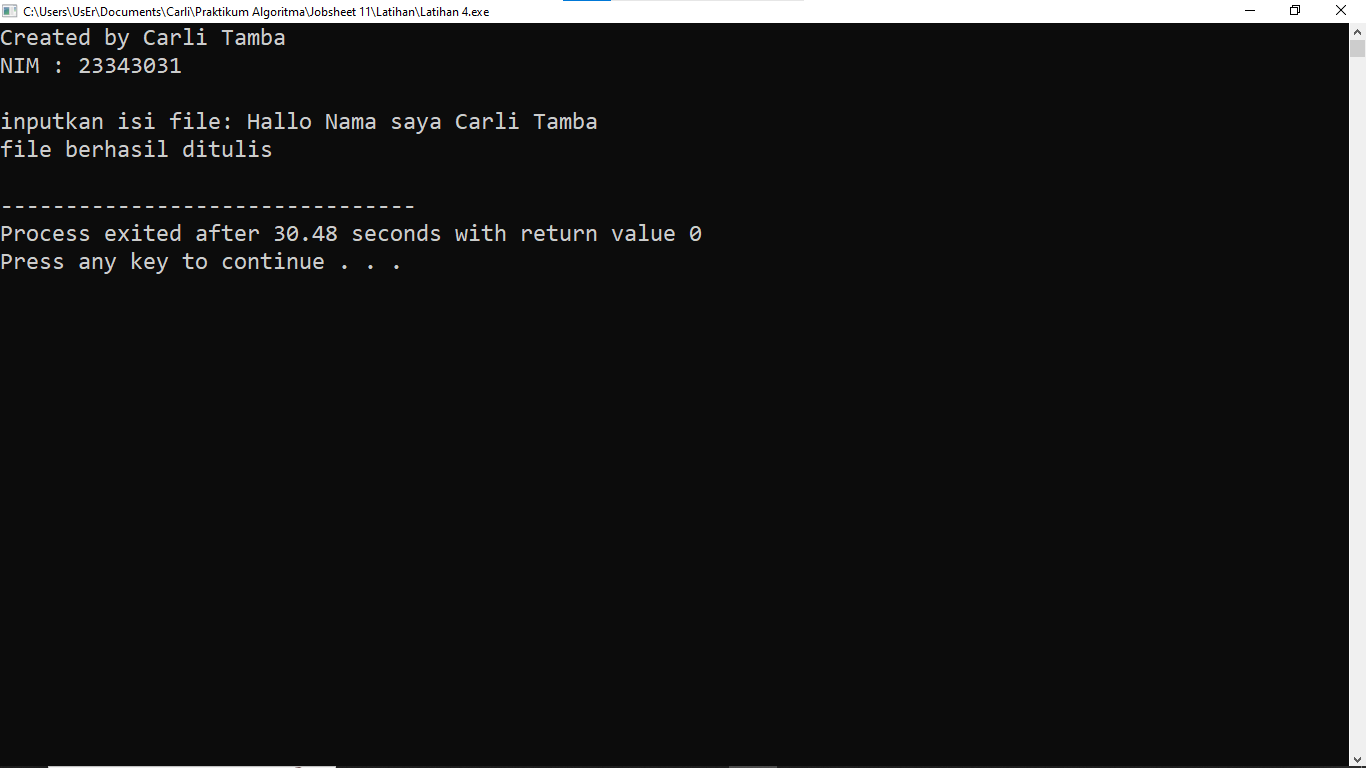 C:\Users\UsEr\Documents\Carli\Praktikum Algoritma\Jobsheet 11\Latihan\Latihan 4.exe
Created by Carli Tamba
NIM : 23343031
inputkan isi file: Hallo Nama saya Carli Tamba
file berhasil ditulis
--------------------------------
Process exited after 30.48 seconds with return value 0
Press any key to continue . . .